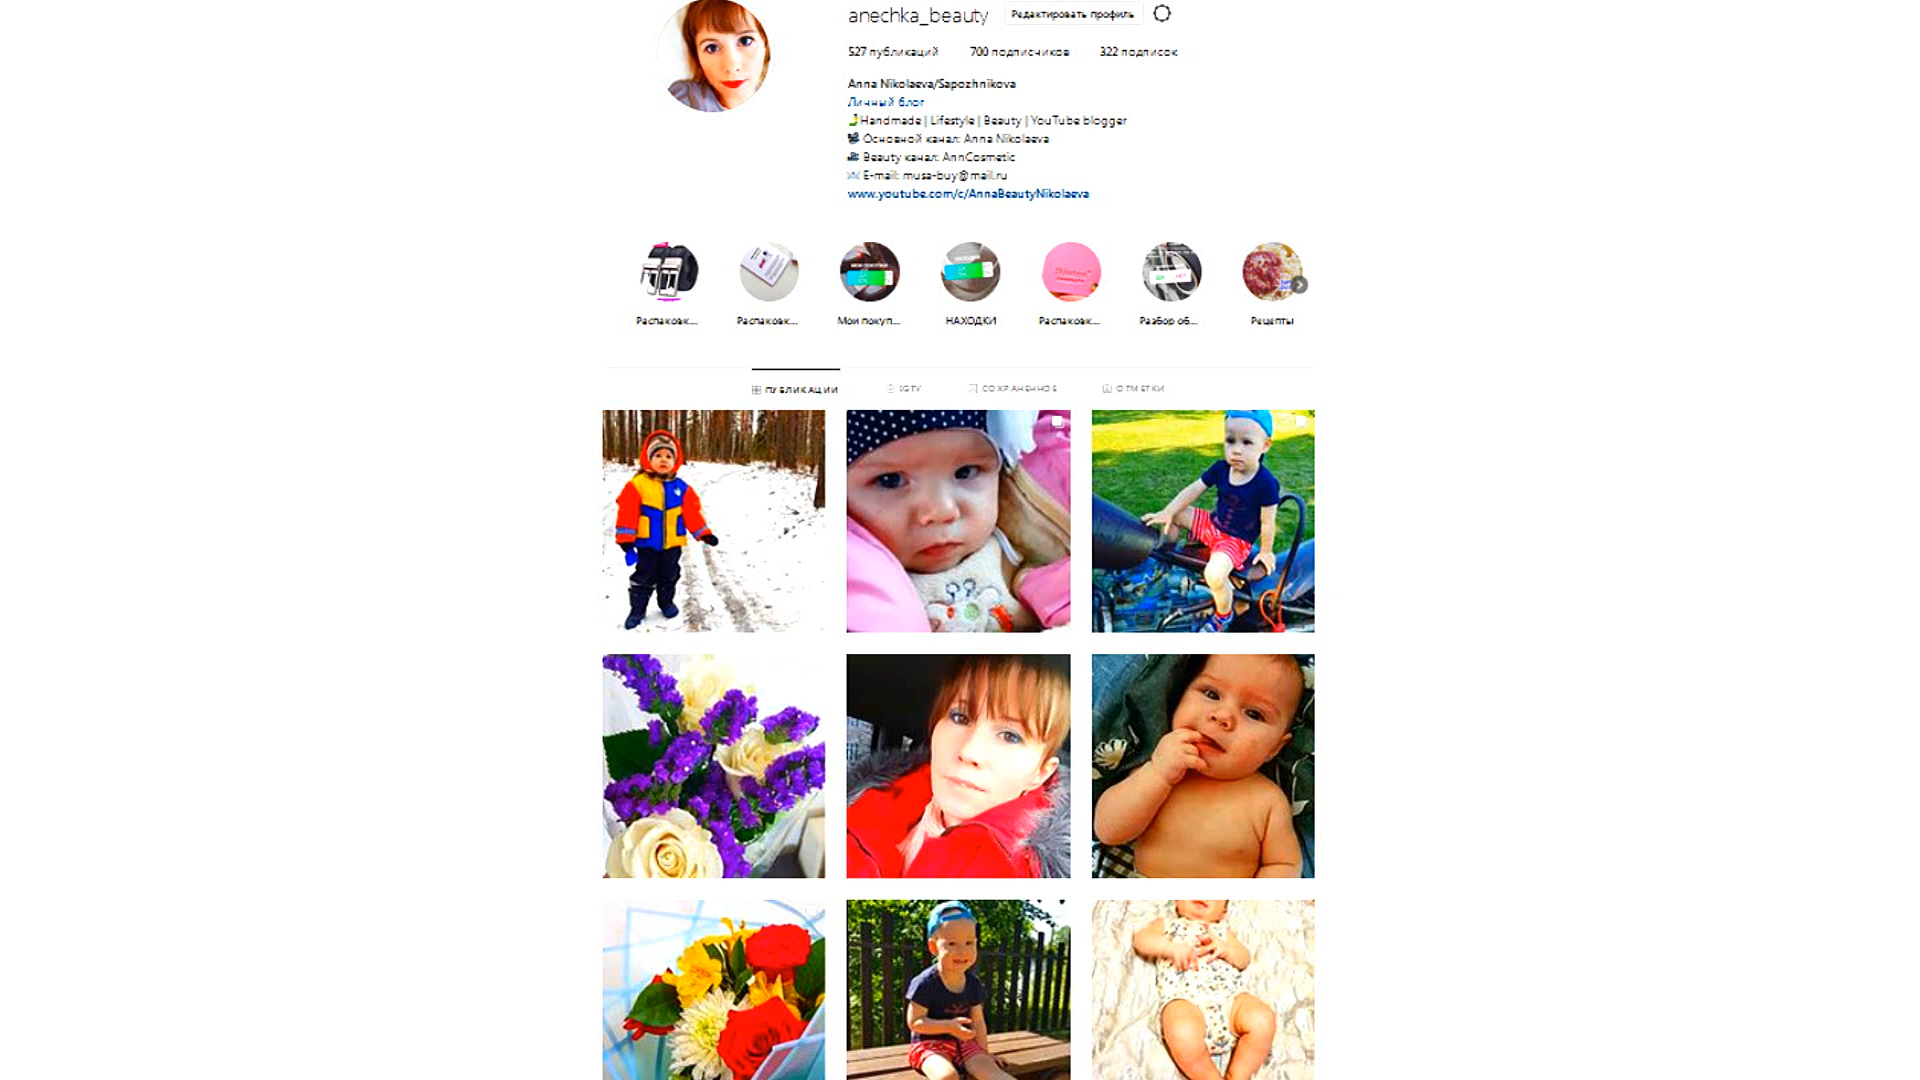 anechka_beauty Редактировать профиль
527 публикаций 700 подписчиков 322 подписок
Anna Nikolaeva/Sapozhnikova
Личный блог
Handmade | Lifestyle | Beauty | YouTube blogger
Основной канал: Anna Nikolaeva
Beauty канал: AnnCosmetic
E-mail: musa-buy@mail.ru
www.youtube.com/c/AnnaBeautyNikolaeva
Распаковк... Распаковк... Мои покуп... НАХОДКИ Распаковк... Разбор об... Рецепты
ПУБЛИКАЦИИ IGTV СОХРАНЕННОЕ ОТМЕТКИ